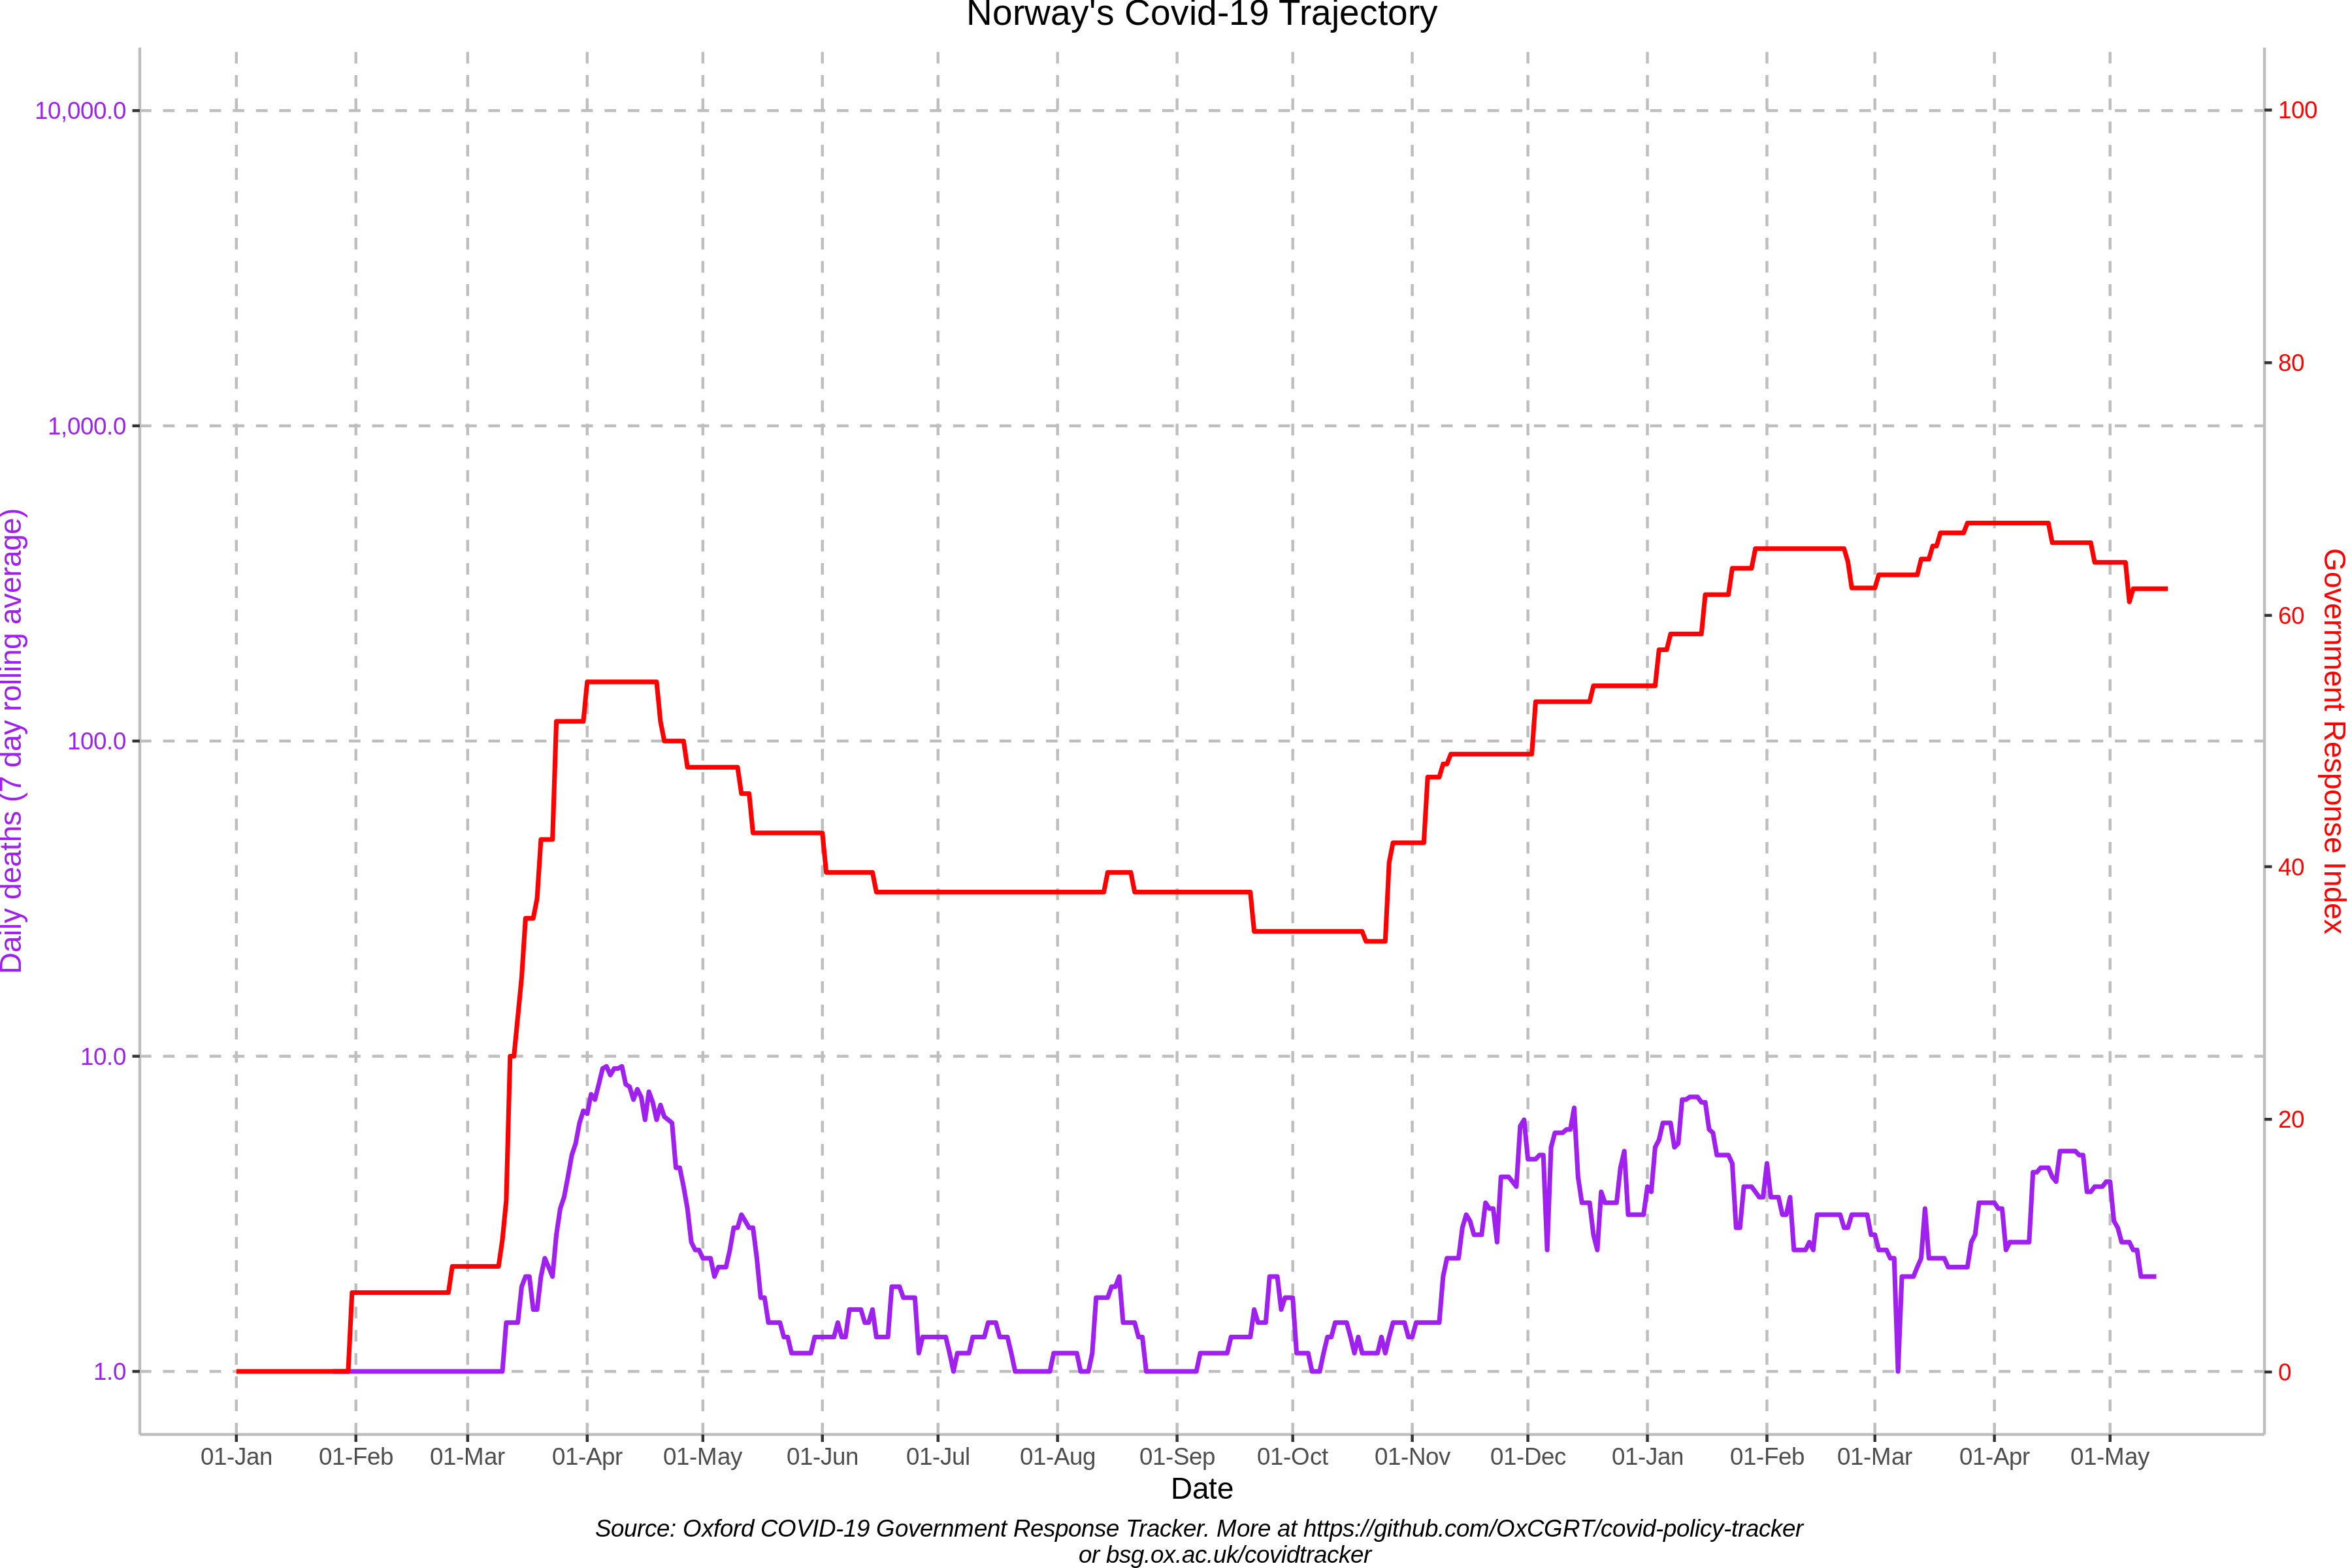 Norway's Covid-19 Trajectory
10,000.0
1,000.0
100.0
10.0
1.0
Daily deaths (7 day rolling average)
100
80
60
40
20
0
Government Response Index
01-Jan 01-Feb 01-Mar 01-Apr 01-May 01-Jun 01-Jul 01-Aug 01-Sep 01-Oct 01-Nov 01-Dec 01-Jan 01-Feb 01-Mar 01-Apr 01-May
Date
Source: Oxford COVID-19 Government Response Tracker. More at https://github.com/OxCGRT/covid-policy-tracker
or bsg.ox.ac.uk/covidtracker